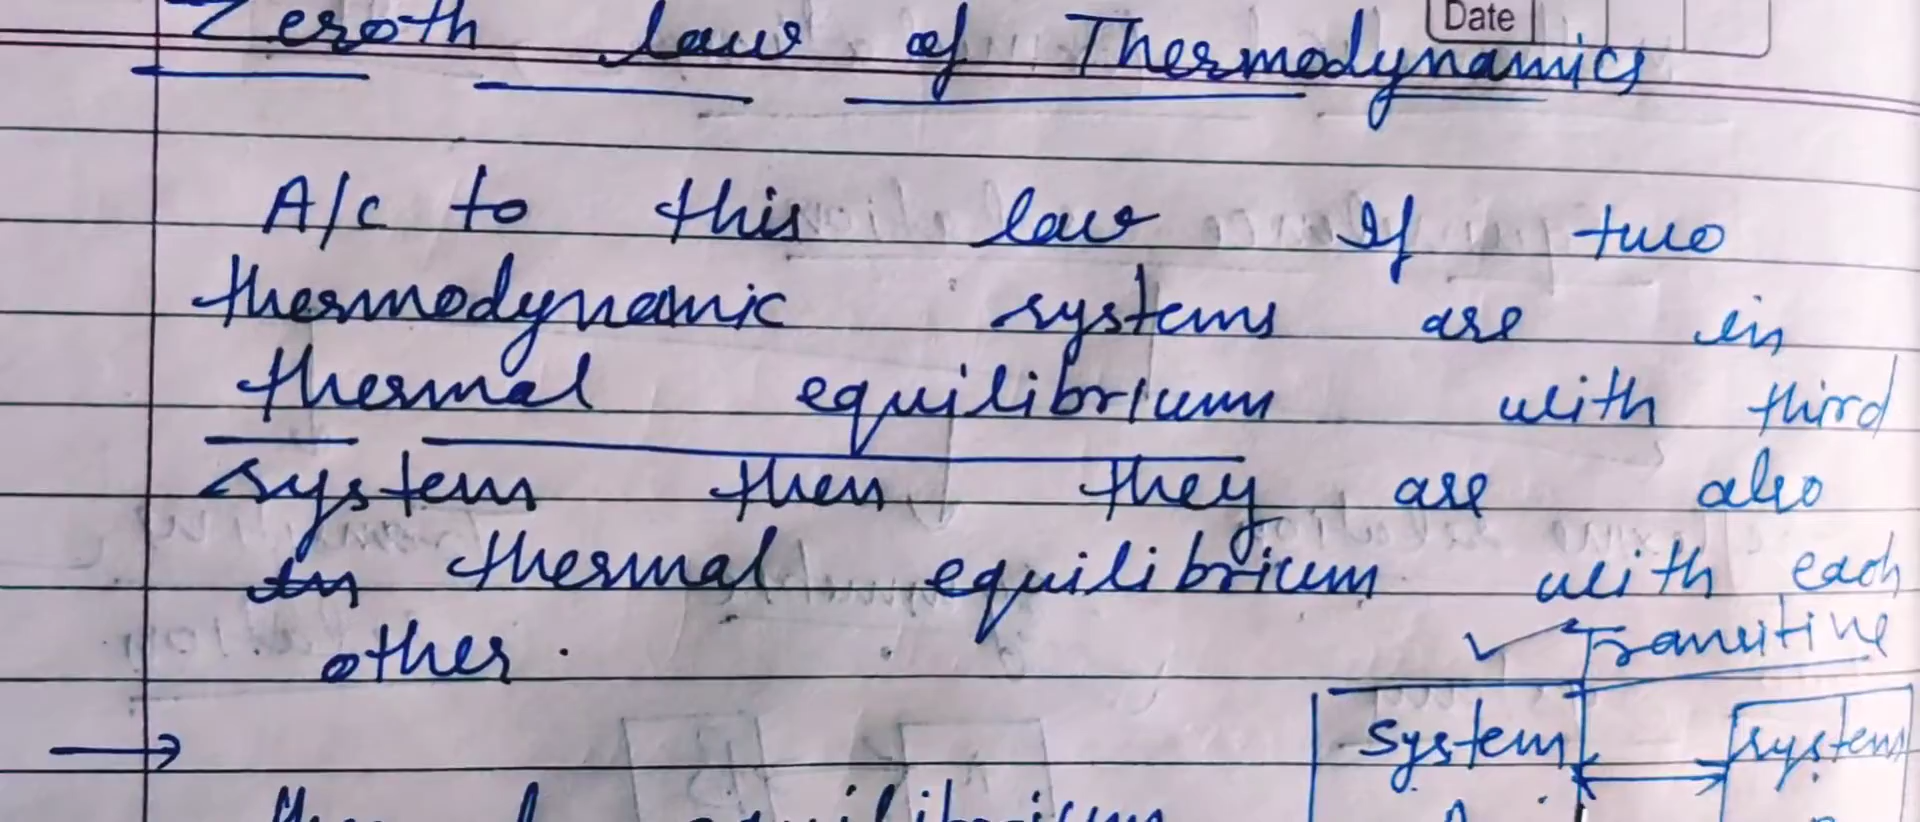 Date
Zeroth law of Thermodynamics
A/c to this law If two
thermodynamic systems are in
thermal equilibrium with third
system then they are also
in thermal equilibrium with each
other.
✓ Transitive
system system
A
equilibrium